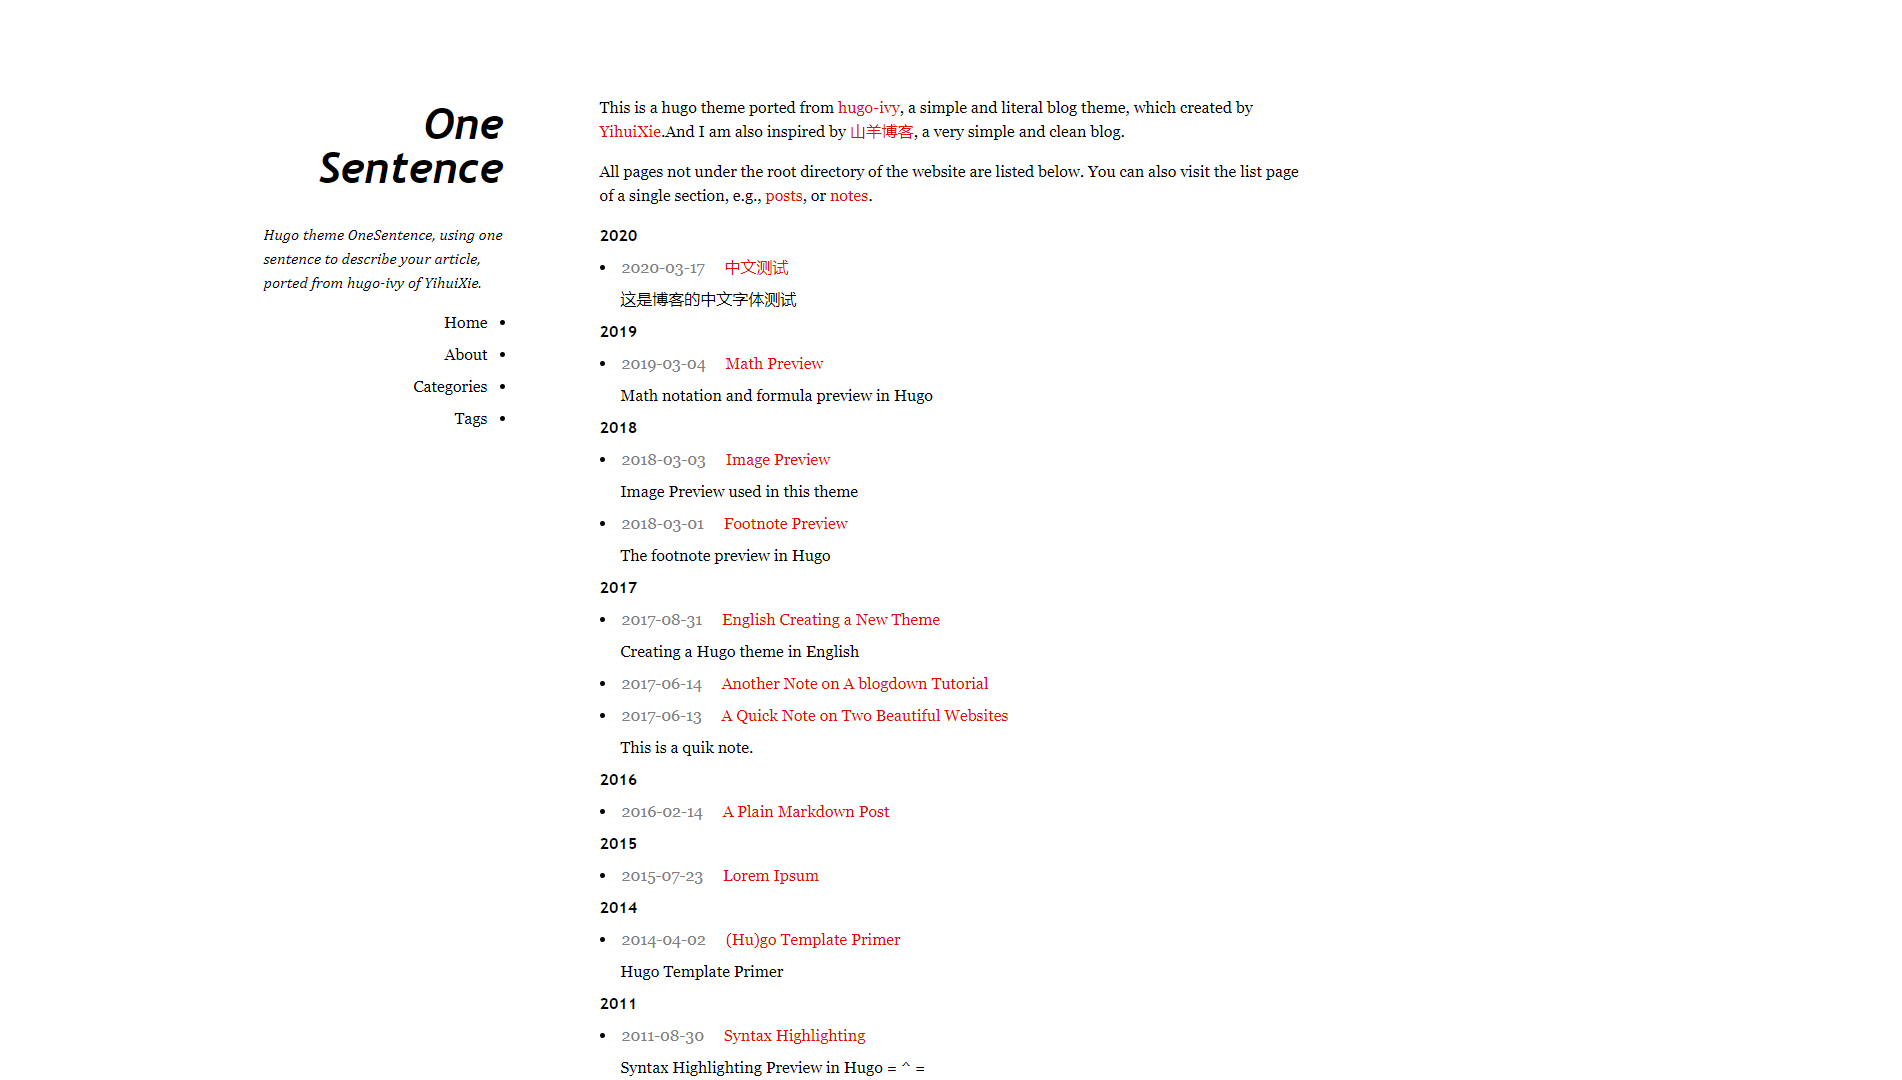 One
Sentence
Hugo theme OneSentence, using one
sentence to describe your article,
ported from hugo-ivy of YihuiXie.
Home
About
Categories
Tags
This is a hugo theme ported from hugo-ivy, a simple and literal blog theme, which created by
YihuiXie.And I am also inspired by 山羊博客, a very simple and clean blog.
All pages not under the root directory of the website are listed below. You can also visit the list page
of a single section, e.g., posts, or notes.
2020
2020-03-17 中文测试
这是博客的中文字体测试
2019
2019-03-04 Math Preview
Math notation and formula preview in Hugo
2018
2018-03-03 Image Preview
Image Preview used in this theme
2018-03-01 Footnote Preview
The footnote preview in Hugo
2017
2017-08-31 English Creating a New Theme
Creating a Hugo theme in English
2017-06-14 Another Note on A blogdown Tutorial
2017-06-13 A Quick Note on Two Beautiful Websites
This is a quik note.
2016
2016-02-14 A Plain Markdown Post
2015
2015-07-23 Lorem Ipsum
2014
2014-04-02 (Hu)go Template Primer
Hugo Template Primer
2011
2011-08-30 Syntax Highlighting
Syntax Highlighting Preview in Hugo = ^ =